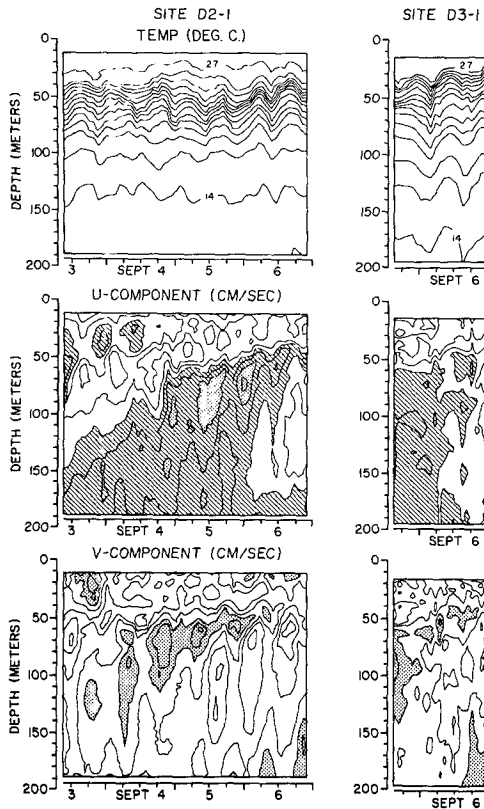 SITE D2-1
TEMP (DEG. C.)
0
50
100
150
200
DEPTH (METERS)
27
14
3 SEPT 4 5 6
U-COMPONENT (CM/SEC)
0
50
100
150
200
DEPTH (METERS)
3 SEPT 4 5 6
V-COMPONENT (CM/SEC)
0
50
100
150
200
DEPTH (METERS)
3 SEPT 4 5 6
SITE D3-1
0
50
100
150
200
27
14
SEPT 6
0
50
100
150
200
SEPT 6
0
50
100
150
200
SEPT 6